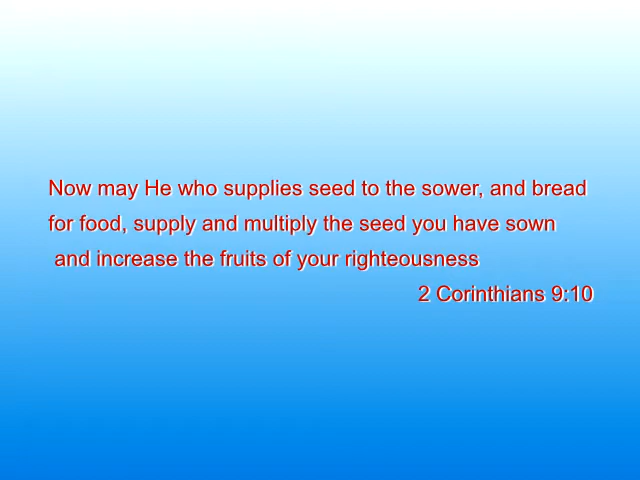 Now may He who supplies seed to the sower, and bread
for food, supply and multiply the seed you have sown
and increase the fruits of your righteousness
2 Corinthians 9:10